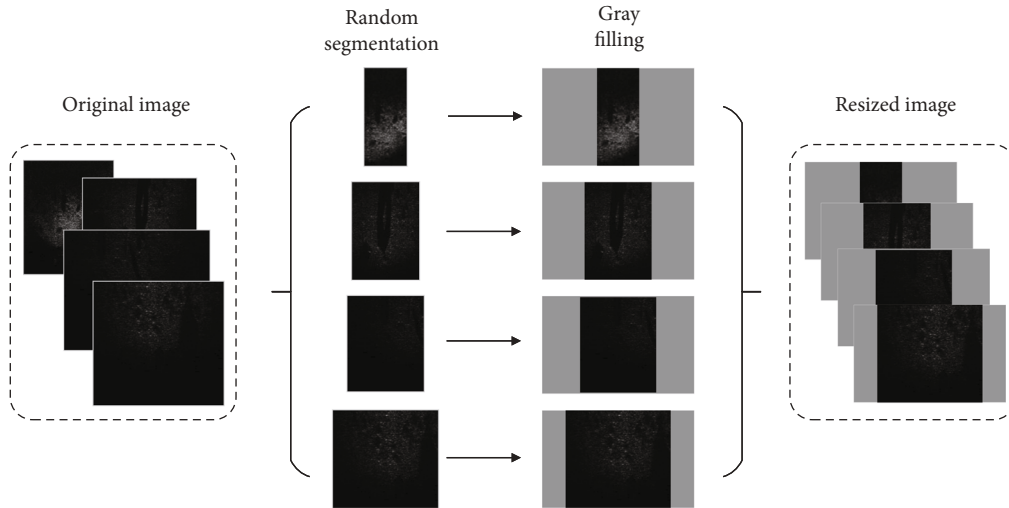 Original image
Random
segmentation
Gray
filling
Resized image